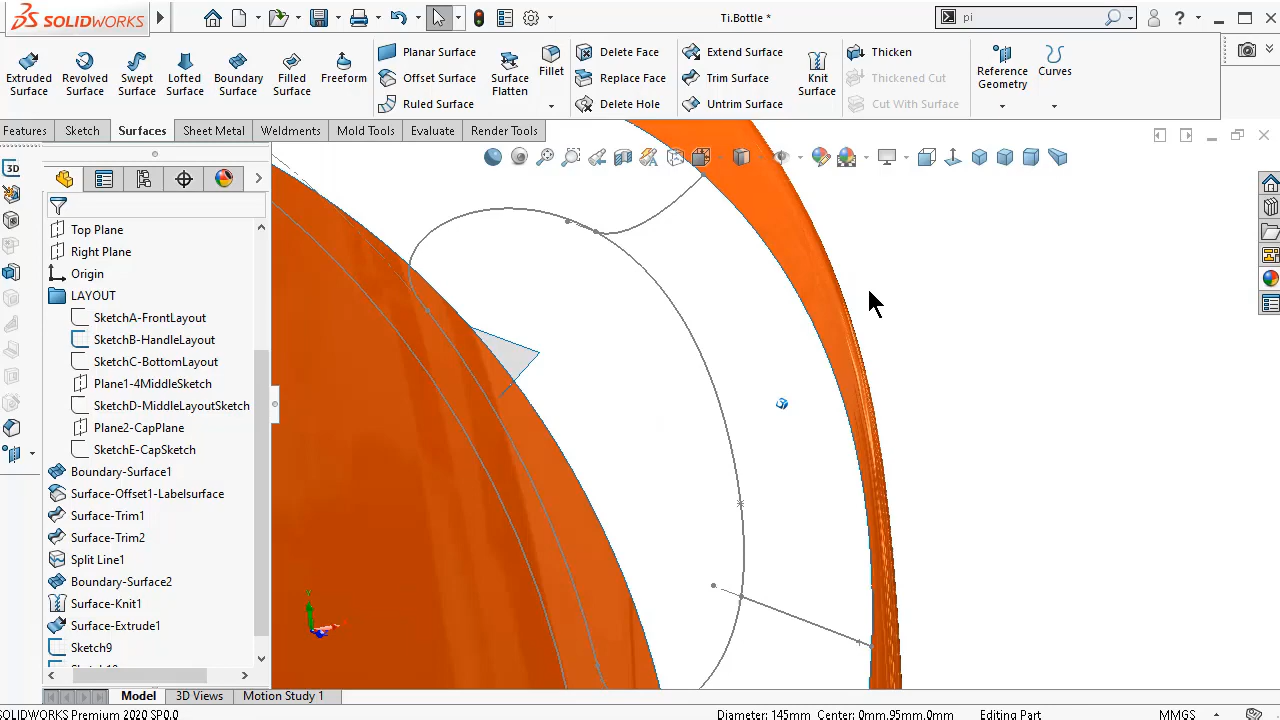 SOLIDWORKS
Ti.Bottle *
pi
Extruded Surface
Revolved Surface
Swept Surface
Lofted Surface
Boundary Surface
Filled Surface
Freeform
Planar Surface
Offset Surface
Ruled Surface
Surface Flatten
Fillet
Delete Face
Replace Face
Delete Hole
Extend Surface
Trim Surface
Untrim Surface
Knit Surface
Thicken
Thickened Cut
Cut With Surface
Reference Geometry
Curves
Features
Sketch
Surfaces
Sheet Metal
Weldments
Mold Tools
Evaluate
Render Tools
Top Plane
Right Plane
Origin
LAYOUT
SketchA-FrontLayout
SketchB-HandleLayout
SketchC-BottomLayout
Plane1-4MiddleSketch
SketchD-MiddleLayoutSketch
Plane2-CapPlane
SketchE-CapSketch
Boundary-Surface1
Surface-Offset1-Labelsurface
Surface-Trim1
Surface-Trim2
Split Line1
Boundary-Surface2
Surface-Knit1
Surface-Extrude1
Sketch9
Model
3D Views
Motion Study 1
SOLIDWORKS Premium 2020 SP0.0
Diameter: 145mm Center: 0mm,95mm,0mm
Editing Part
MMGS